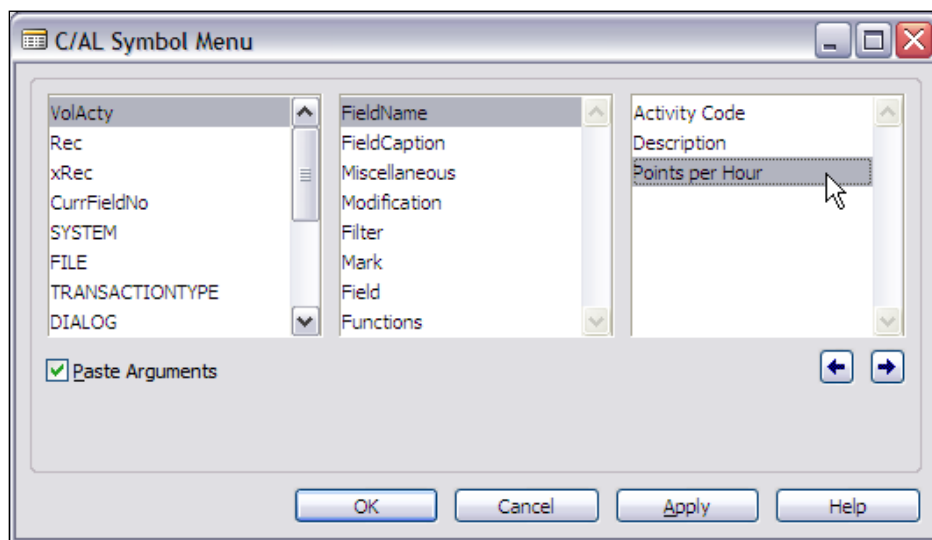 C/AL Symbol Menu
VolActy
Rec
xRec
CurrFieldNo
SYSTEM
FILE
TRANSACTIONTYPE
DIALOG
FieldName
FieldCaption
Miscellaneous
Modification
Filter
Mark
Field
Functions
Activity Code
Description
Points per Hour
Paste Arguments
OK
Cancel
Apply
Help